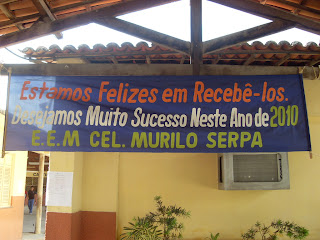 Estamos Felizes em Recebê-los.
Desejamos Muito Sucesso Neste Ano de 2010
E.E.M CEL. MURILO SERPA